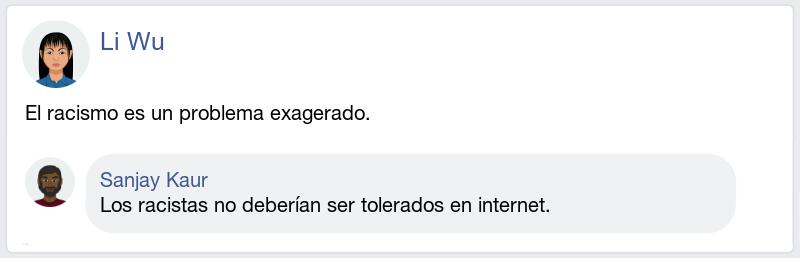 Li Wu
El racismo es un problema exagerado.
Sanjay Kaur
Los racistas no deberían ser tolerados en internet.